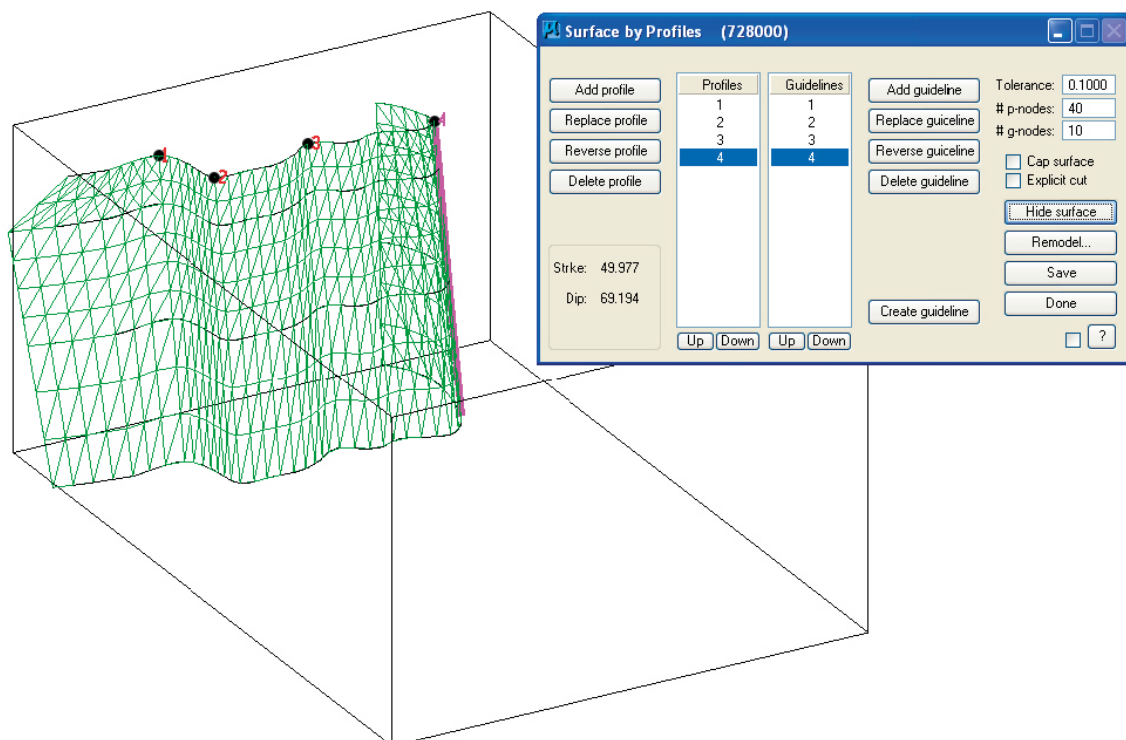 Surface by Profiles (728000)
Add profile
Replace profile
Reverse profile
Delete profile
Strke: 49.977
Dip: 69.194
Profiles
1
2
3
4
Up Down
Guidelines
1
2
3
4
Up Down
Add guideline
Replace guiceline
Reverse guiceline
Delete guideline
Create guideline
Tolerance: 0.1000
# p-nodes: 40
# g-nodes: 10
Cap surface
Explicit cut
Hide surface
Remodel...
Save
Done
?
1
2
3
4